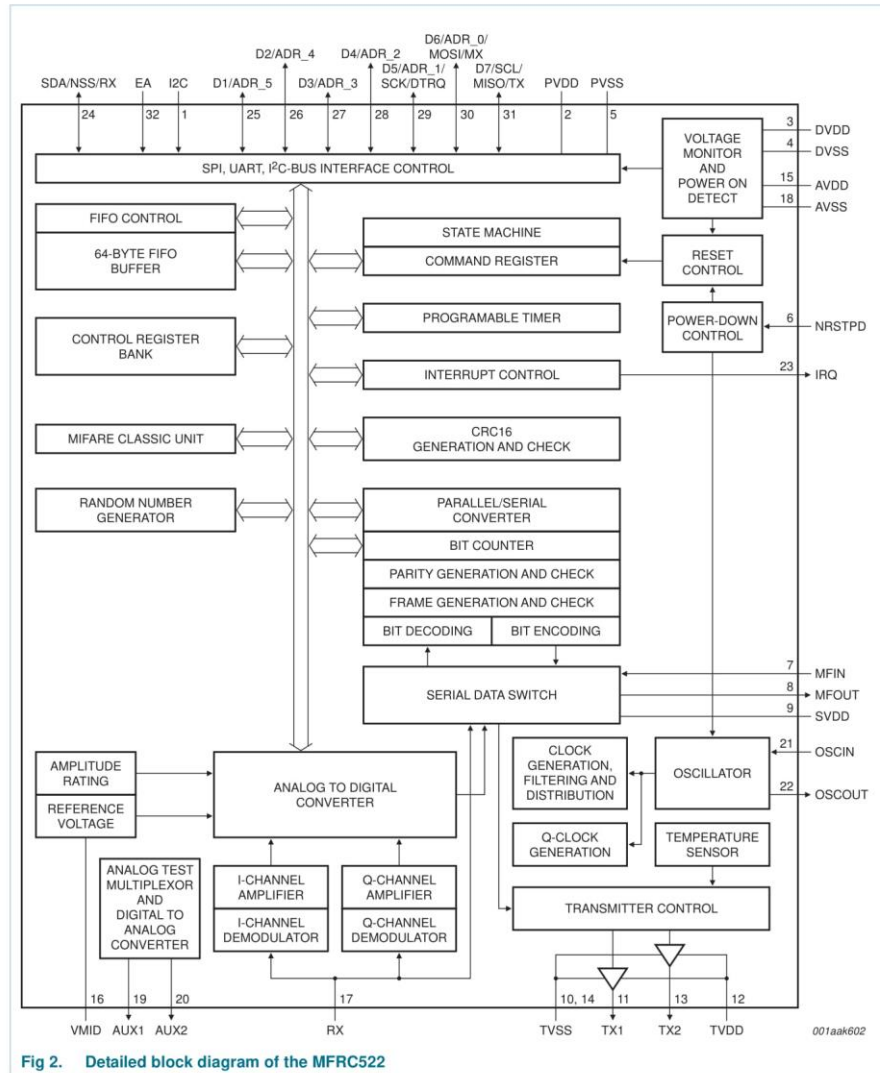 D6/ADR_0/
D2/ADR_4 D4/ADR_2 MOSI/MX
D5/ADR_1/ D7/SCL/
SDA/NSS/RX EA I2C D1/ADR_5 D3/ADR_3 SCK/DTRQ MISO/TX PVDD PVSS
24 32 1 25 26 27 28 29 30 31 2 5
3 DVDD
4 DVSS
15 AVDD
18 AVSS
VOLTAGE
MONITOR
AND
POWER ON
DETECT
SPI, UART, I2C-BUS INTERFACE CONTROL
FIFO CONTROL
64-BYTE FIFO
BUFFER
STATE MACHINE
COMMAND REGISTER
RESET
CONTROL
CONTROL REGISTER
BANK
PROGRAMABLE TIMER
POWER-DOWN
CONTROL
6 NRSTPD
INTERRUPT CONTROL
23 IRQ
MIFARE CLASSIC UNIT
CRC16
GENERATION AND CHECK
RANDOM NUMBER
GENERATOR
PARALLEL/SERIAL
CONVERTER
BIT COUNTER
PARITY GENERATION AND CHECK
FRAME GENERATION AND CHECK
BIT DECODING BIT ENCODING
SERIAL DATA SWITCH
7 MFIN
8 MFOUT
9 SVDD
AMPLITUDE
RATING
REFERENCE
VOLTAGE
ANALOG TO DIGITAL
CONVERTER
CLOCK
GENERATION,
FILTERING AND
DISTRIBUTION
OSCILLATOR
21 OSCIN
22 OSCOUT
Q-CLOCK
GENERATION
TEMPERATURE
SENSOR
ANALOG TEST
MULTIPLEXOR
AND
DIGITAL TO
ANALOG
CONVERTER
I-CHANNEL
AMPLIFIER
I-CHANNEL
DEMODULATOR
Q-CHANNEL
AMPLIFIER
Q-CHANNEL
DEMODULATOR
TRANSMITTER CONTROL
16 19 20 17 10, 14 11 13 12
VMID AUX1 AUX2 RX TVSS TX1 TX2 TVDD
001aak602
Fig 2. Detailed block diagram of the MFRC522